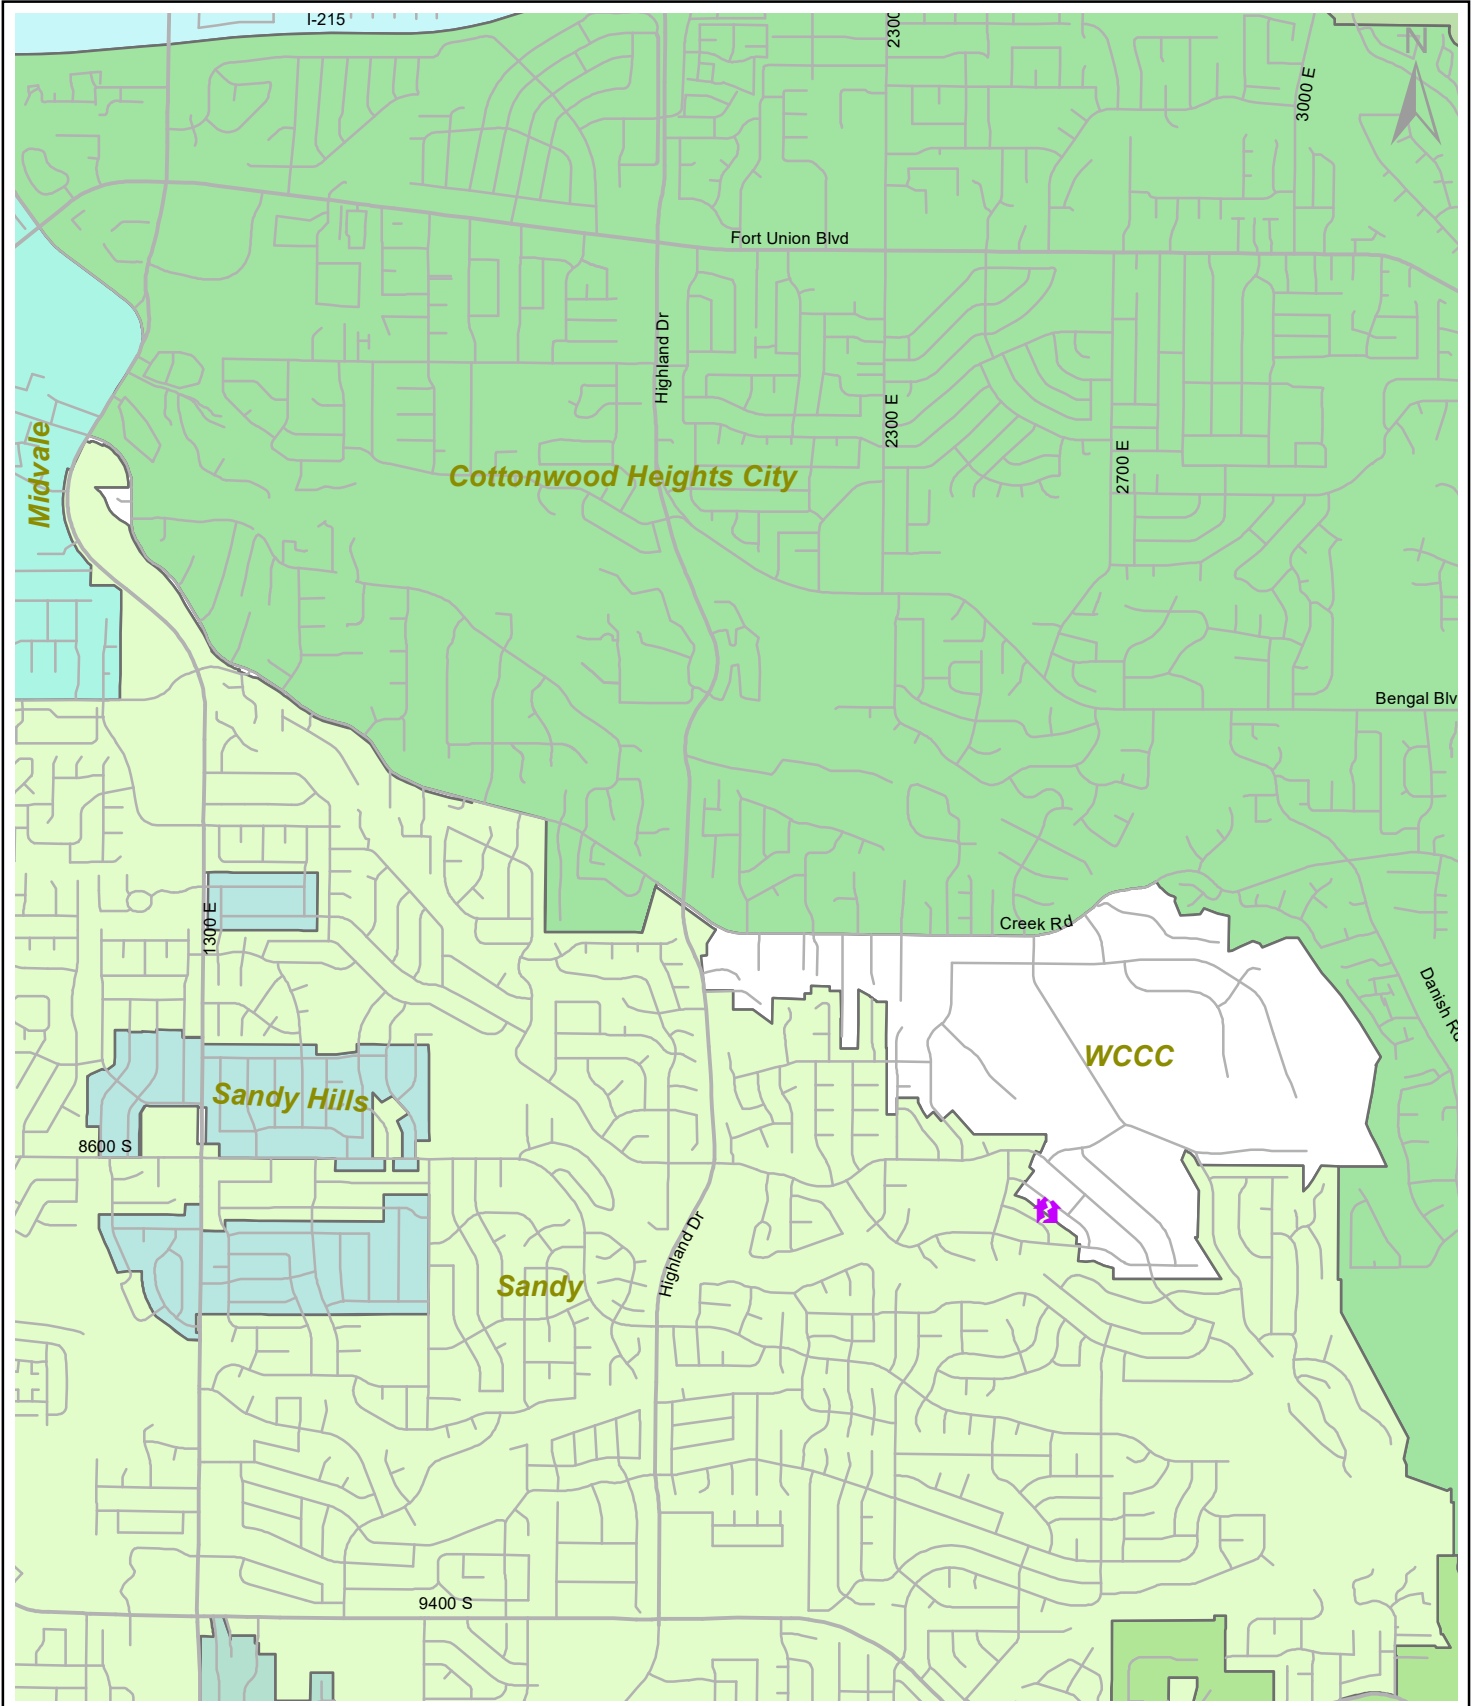 I-215
2300
N
3000 E
Fort Union Blvd
Highland Dr
2300 E
2700 E
Midvale
Cottonwood Heights City
Bengal Blv
1300 E
Creek Rd
Danish Rd
WCCC
Sandy Hills
8600 S
Highland Dr
Sandy
9400 S